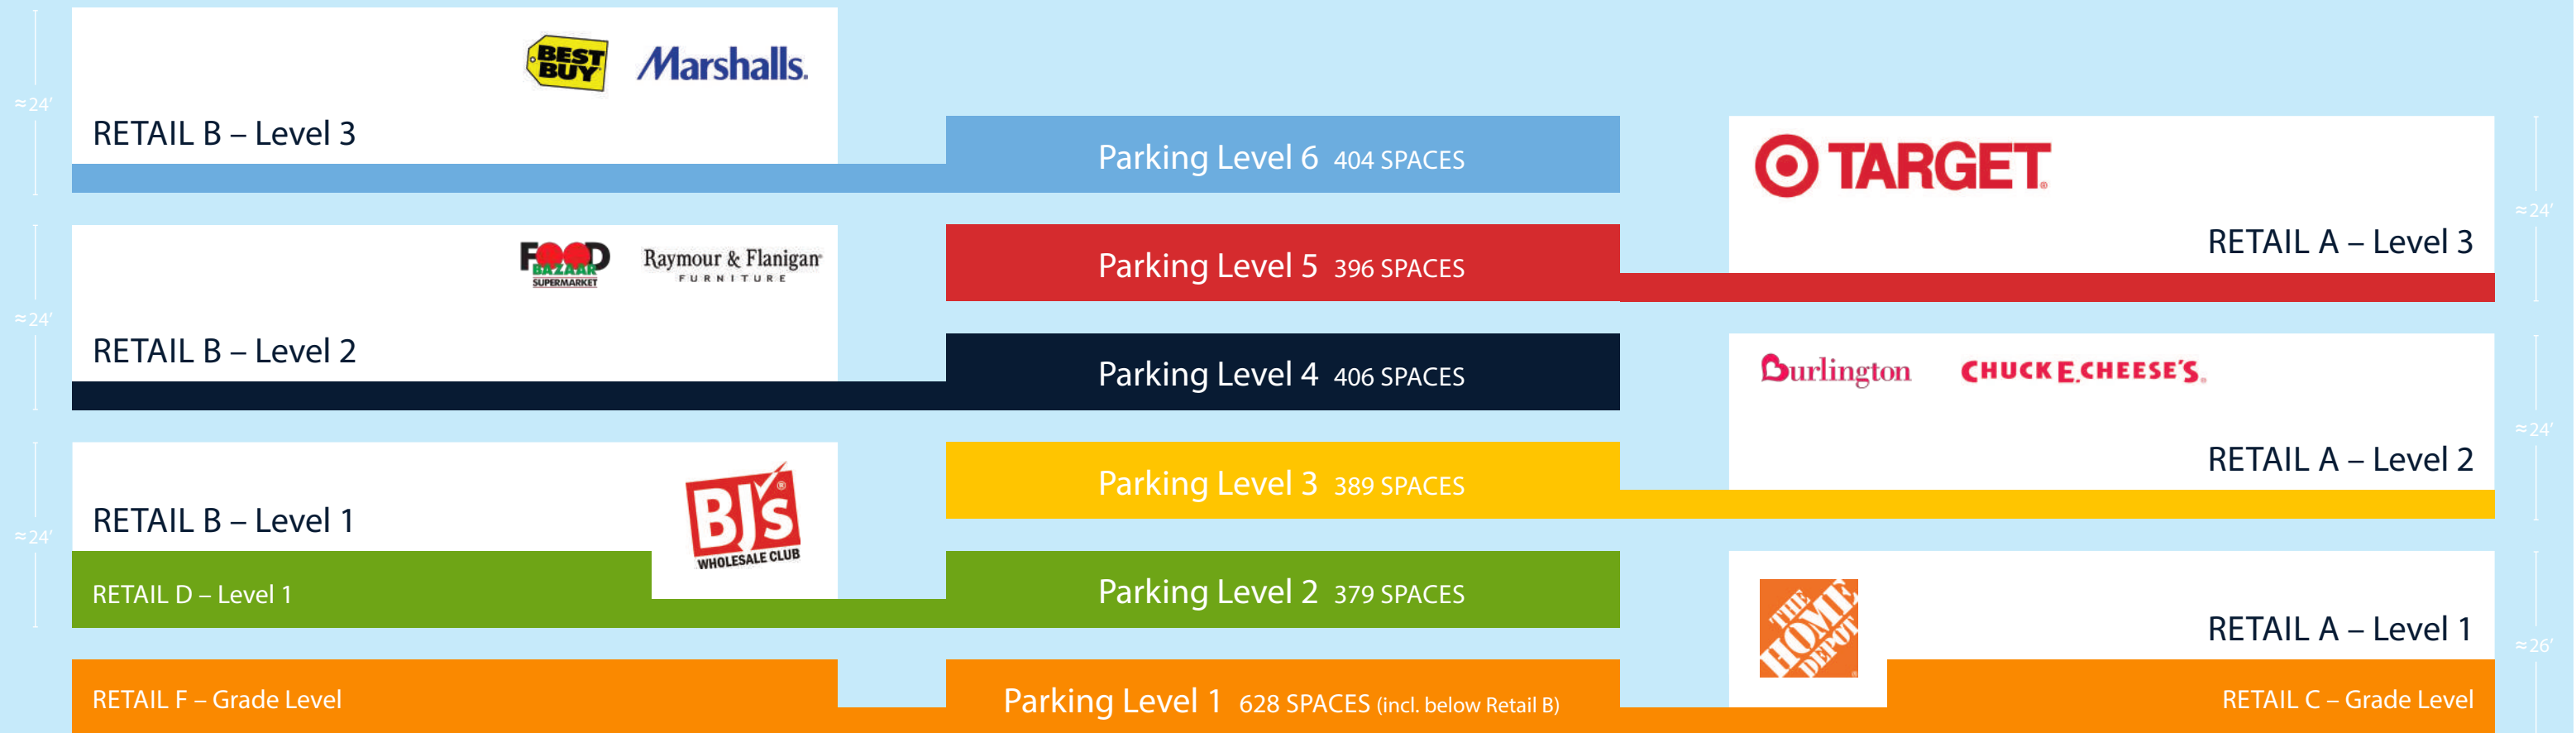 ≈24′
BEST
BUY
Marshalls.
RETAIL B – Level 3
Parking Level 6 404 SPACES
TARGET
RETAIL A – Level 3
≈24′
≈24′
FOOD
BAZAAR
SUPERMARKET
Raymour & Flanigan
FURNITURE
RETAIL B – Level 2
Parking Level 5 396 SPACES
Parking Level 4 406 SPACES
Burlington
CHUCK E. CHEESE'S.
RETAIL A – Level 2
≈24′
≈24′
BJ's
WHOLESALE CLUB
RETAIL B – Level 1
RETAIL D – Level 1
Parking Level 3 389 SPACES
Parking Level 2 379 SPACES
THE
HOME
DEPOT
RETAIL A – Level 1
≈26′
RETAIL F – Grade Level
Parking Level 1 628 SPACES (incl. below Retail B)
RETAIL C – Grade Level